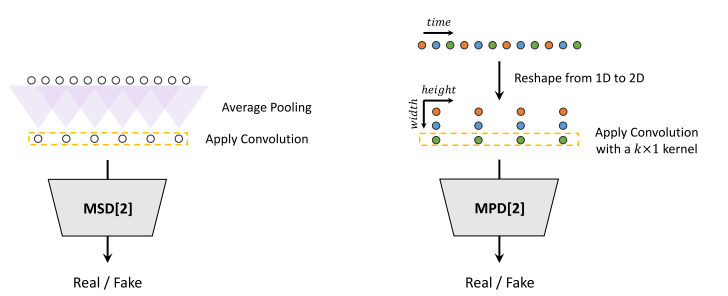 Average Pooling
Apply Convolution
MSD[2]
Real / Fake
time
Reshape from 1D to 2D
height
width
Apply Convolution
with a k×1 kernel
MPD[2]
Real / Fake